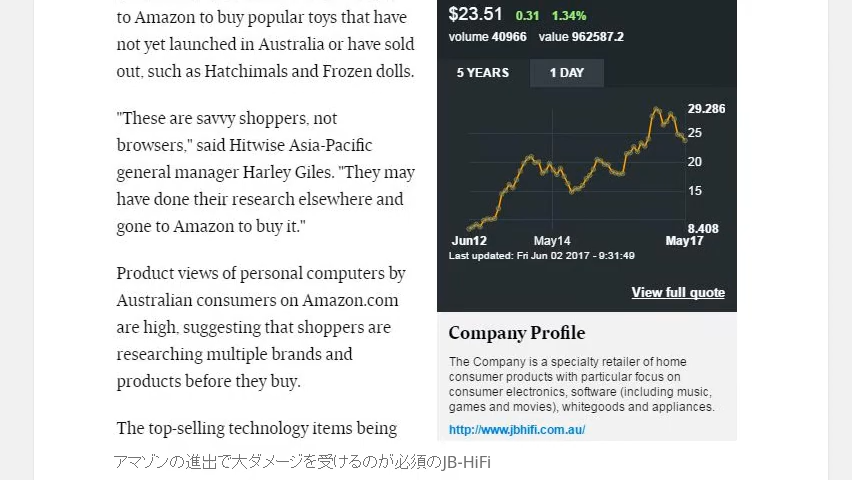 to Amazon to buy popular toys that have
not yet launched in Australia or have sold
out, such as Hatchimals and Frozen dolls.
"These are savvy shoppers, not
browsers," said Hitwise Asia-Pacific
general manager Harley Giles. "They may
have done their research elsewhere and
gone to Amazon to buy it."
Product views of personal computers by
Australian consumers on Amazon.com
are high, suggesting that shoppers are
researching multiple brands and
products before they buy.
The top-selling technology items being
$23.51 0.31 1.34%
volume 40966 value 962587.2
5 YEARS 1 DAY
29.286
25
20
15
8.408
Jun12 May14 May17
Last updated: Fri Jun 02 2017 - 9:31:49
View full quote
Company Profile
The Company is a specialty retailer of home
consumer products with particular focus on
consumer electronics, software (including music,
games and movies), whitegoods and appliances.
http://www.jbhifi.com.au/
アマゾンの進出で大ダメージを受けるのが必須のJB-HiFi